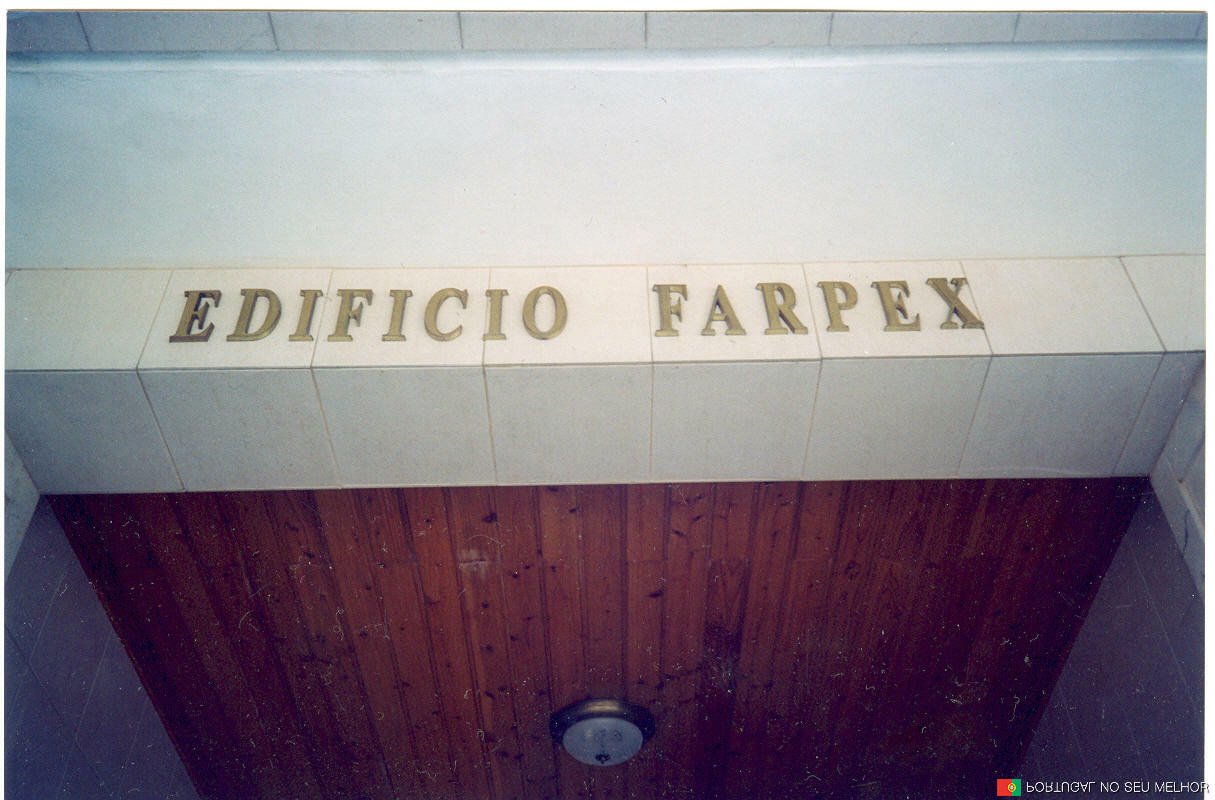 EDIFICIO FARPEX
PORTUGAL NO SEU MELHOR